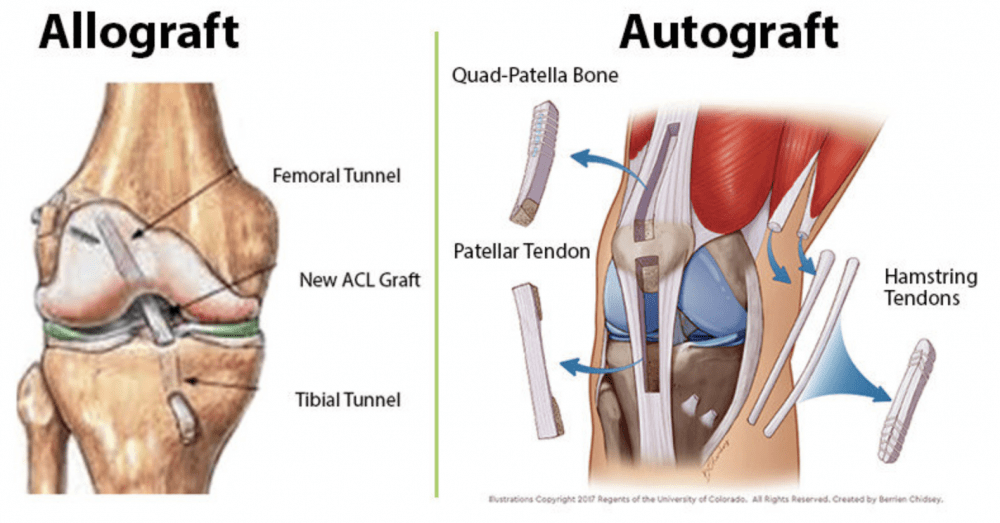 Allograft
Femoral Tunnel
New ACL Graft
Tibial Tunnel
Autograft
Quad-Patella Bone
Patellar Tendon
Hamstring
Tendons
Illustrations Copyright 2017 Regents of the University of Colorado. All Rights Reserved. Created by Berrien Chidsey.